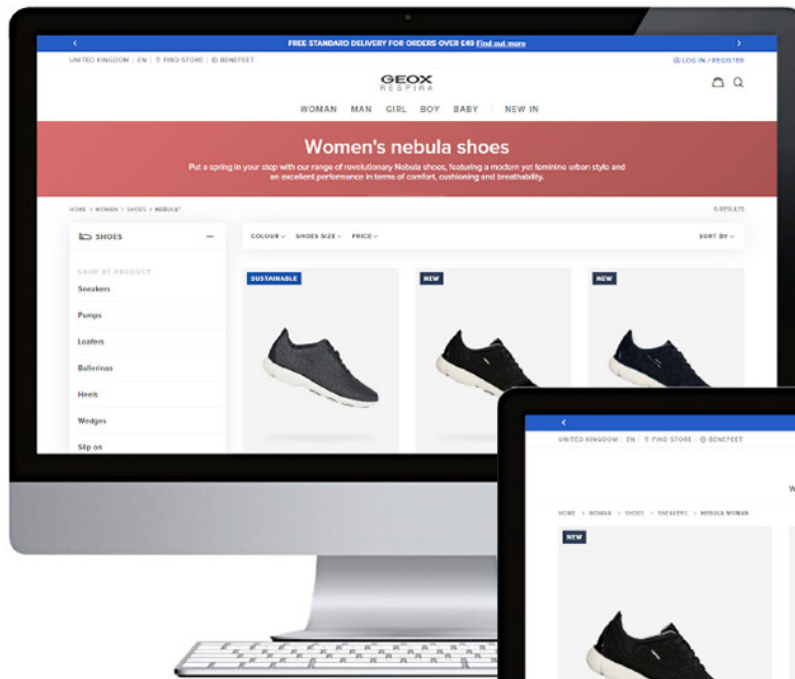 FREE STANDARD DELIVERY FOR ORDERS OVER £49 Find out more
UNITED KINGDOM | EN | FIND STORE | BENEFEET
LOG IN / REGISTER
GEOX
RESPIRA
WOMAN MAN GIRL BOY BABY | NEW IN
Women's nebula shoes
Put a spring in your step with our range of revolutionary Nebula shoes, featuring a modern yet feminine urban style and
an excellent performance in terms of comfort, cushioning and breathability.
HOME > WOMAN > SHOES > NEBULA™
6 RESULTS
SHOES
COLOUR SHOES SIZE PRICE
SORT BY
SHOP BY PRODUCT
Sneakers
Pumps
Loafers
Ballerinas
Heels
Wedges
Slip on
SUSTAINABLE
NEW
NEW
UNITED KINGDOM | EN | FIND STORE | BENEFEET
W
HOME > WOMAN > SHOES > SNEAKERS > NEBULA WOMAN
NEW